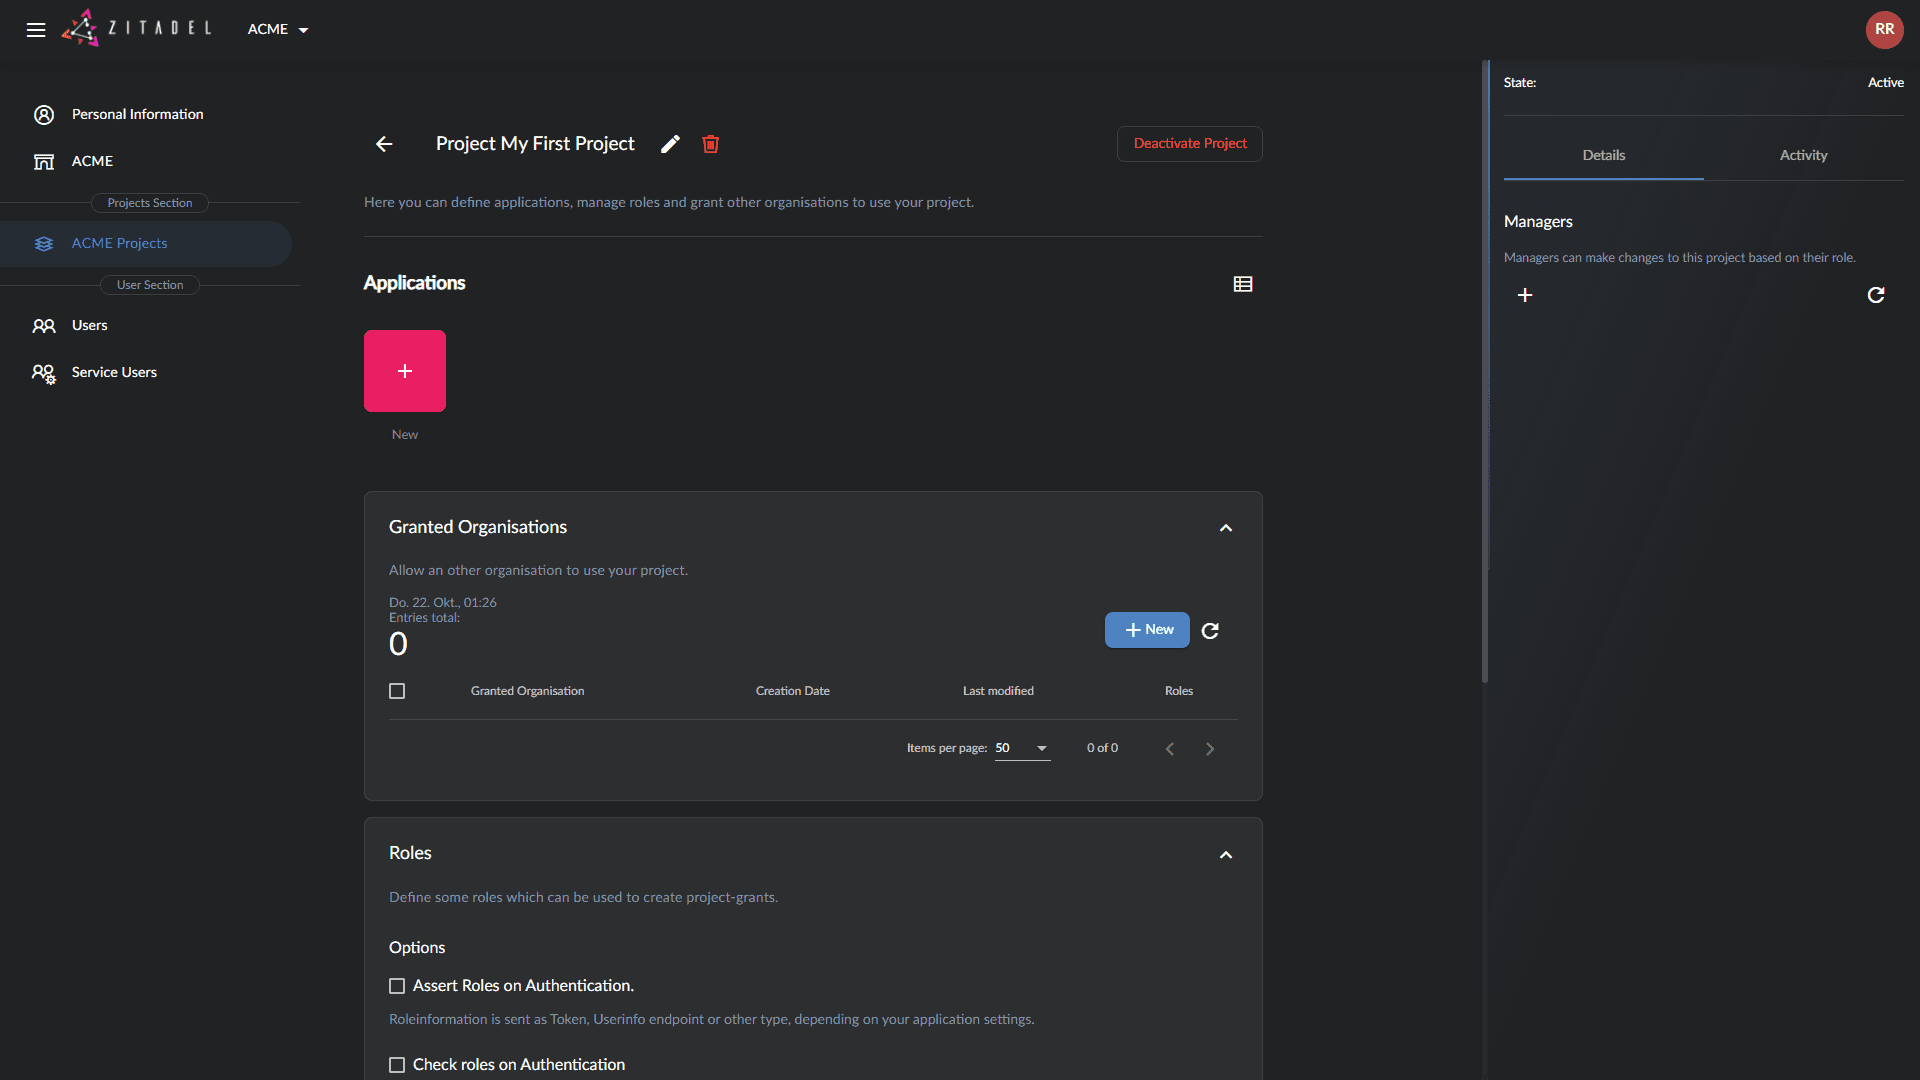 ZITADEL
ACME
RR
Personal Information
ACME
Projects Section
ACME Projects
User Section
Users
Service Users
Project My First Project
Deactivate Project
Here you can define applications, manage roles and grant other organisations to use your project.
Applications
New
Granted Organisations
Allow an other organisation to use your project.
Do. 22. Okt., 01:26
Entries total:
0
New
Granted Organisation Creation Date Last modified Roles
Items per page: 50 0 of 0
Roles
Define some roles which can be used to create project-grants.
Options
Assert Roles on Authentication.
Roleinformation is sent as Token, Userinfo endpoint or other type, depending on your application settings.
Check roles on Authentication
State: Active
Details Activity
Managers
Managers can make changes to this project based on their role.